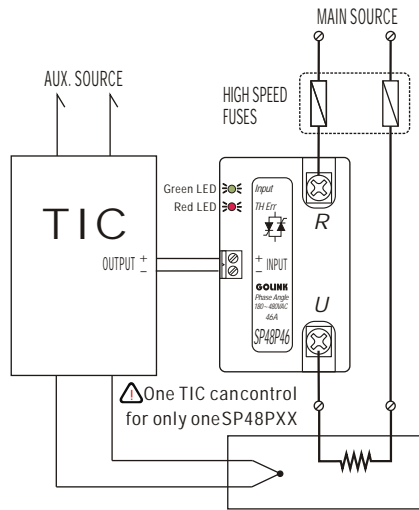 MAIN SOURCE
AUX. SOURCE
HIGH SPEED
FUSES
Green LED
Input
Red LED
TH Err
TIC
R
OUTPUT + −
+ − INPUT
GOLINK
Phase Angle
180~480VAC
46A
U
SP48P46
One TIC cancontrol
for only oneSP48PXX